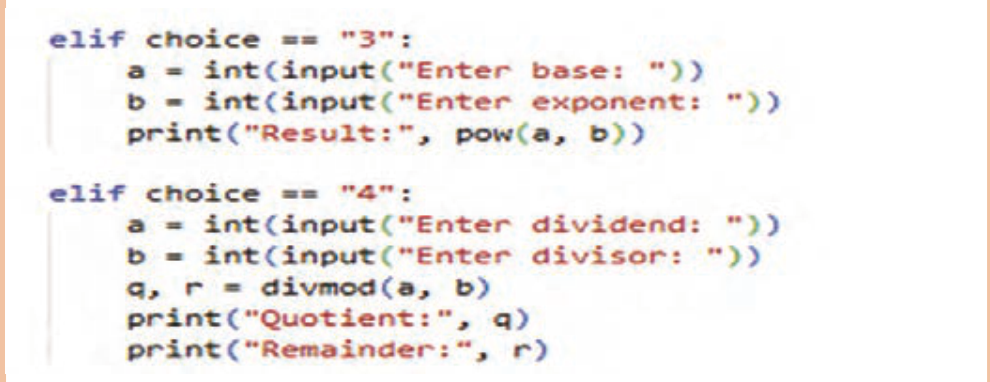 elif choice == "3":
    a = int(input("Enter base: "))
    b = int(input("Enter exponent: "))
    print("Result:", pow(a, b))
elif choice == "4":
    a = int(input("Enter dividend: "))
    b = int(input("Enter divisor: "))
    q, r = divmod(a, b)
    print("Quotient:", q)
    print("Remainder:", r)